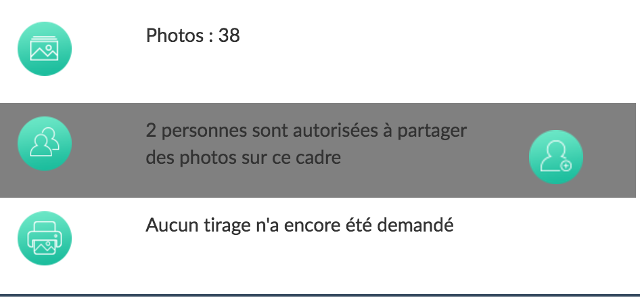 Photos : 38
2 personnes sont autorisées à partager
des photos sur ce cadre
Aucun tirage n'a encore été demandé